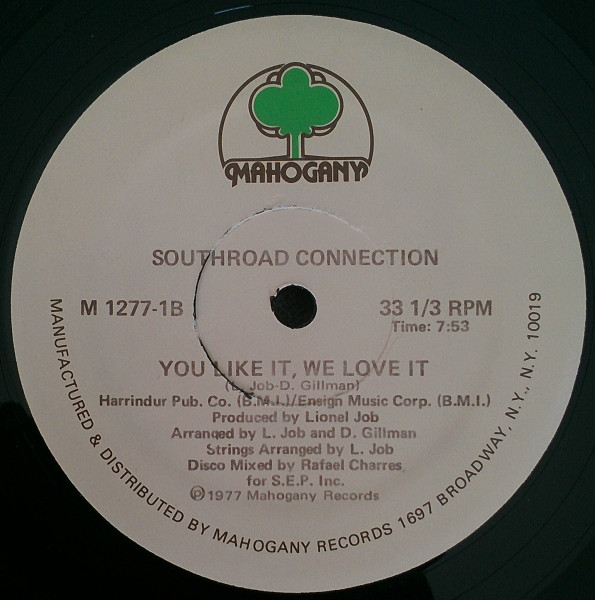 MAHOGANY
SOUTHROAD CONNECTION
M 1277-1B
33 1/3 RPM
Time: 7:53
YOU LIKE IT, WE LOVE IT
(L. Job-D. Gillman)
Harrindur Pub. Co. (B.M.I.)/Ensign Music Corp. (B.M.I.)
Produced by Lionel Job
Arranged by L. Job and D. Gillman
Strings Arranged by L. Job
Disco Mixed by Rafael Charres
for S.E.P. Inc.
℗1977 Mahogany Records
MANUFACTURED & DISTRIBUTED BY MAHOGANY RECORDS 1697 BROADWAY, N.Y., N.Y. 10019